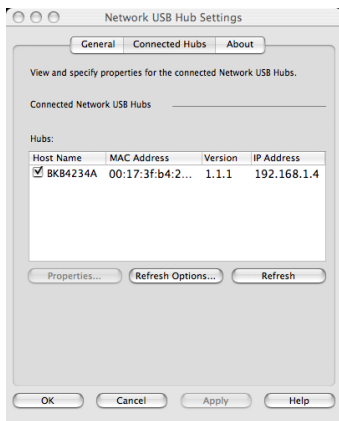 Network USB Hub Settings
General Connected Hubs About
View and specify properties for the connected Network USB Hubs.
Connected Network USB Hubs
Hubs:
Host Name MAC Address Version IP Address
BKB4234A 00:17:3f:b4:2... 1.1.1 192.168.1.4
Properties... Refresh Options... Refresh
OK Cancel Apply Help